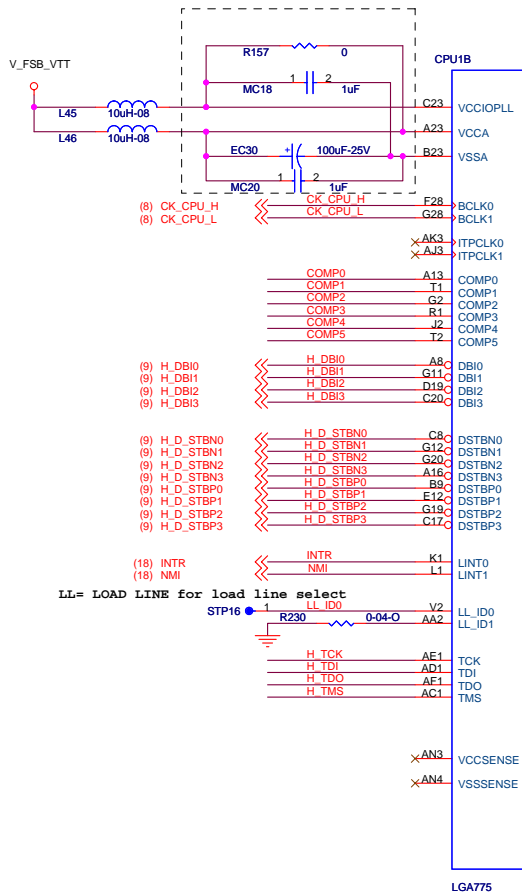 R157 0
CPU1B
V_FSB_VTT
MC18 1 2 1uF
L45 10uH-08 C23 VCCIOPLL
L46 10uH-08 A23 VCCA
EC30 + 100uF-25V B23 VSSA
MC20 1 2 1uF
(8) CK_CPU_H CK_CPU_H F28 BCLK0
(8) CK_CPU_L CK_CPU_L G28 BCLK1
AK3 ITPCLK0
AJ3 ITPCLK1
COMP0 A13 COMP0
COMP1 T1 COMP1
COMP2 G2 COMP2
COMP3 R1 COMP3
COMP4 J2 COMP4
COMP5 T2 COMP5
(9) H_DBI0 H_DBI0 A8 DBI0
(9) H_DBI1 H_DBI1 G11 DBI1
(9) H_DBI2 H_DBI2 D19 DBI2
(9) H_DBI3 H_DBI3 C20 DBI3
(9) H_D_STBN0 H_D_STBN0 C8 DSTBN0
(9) H_D_STBN1 H_D_STBN1 G12 DSTBN1
(9) H_D_STBN2 H_D_STBN2 G20 DSTBN2
(9) H_D_STBN3 H_D_STBN3 A16 DSTBN3
(9) H_D_STBP0 H_D_STBP0 B9 DSTBP0
(9) H_D_STBP1 H_D_STBP1 E12 DSTBP1
(9) H_D_STBP2 H_D_STBP2 G19 DSTBP2
(9) H_D_STBP3 H_D_STBP3 C17 DSTBP3
(18) INTR INTR K1 LINT0
(18) NMI NMI L1 LINT1
LL= LOAD LINE for load line select
STP16 1 LL_ID0 V2 LL_ID0
R230 0-04-O AA2 LL_ID1
H_TCK AE1 TCK
H_TDI AD1 TDI
H_TDO AF1 TDO
H_TMS AC1 TMS
AN3 VCCSENSE
AN4 VSSSENSE
LGA775